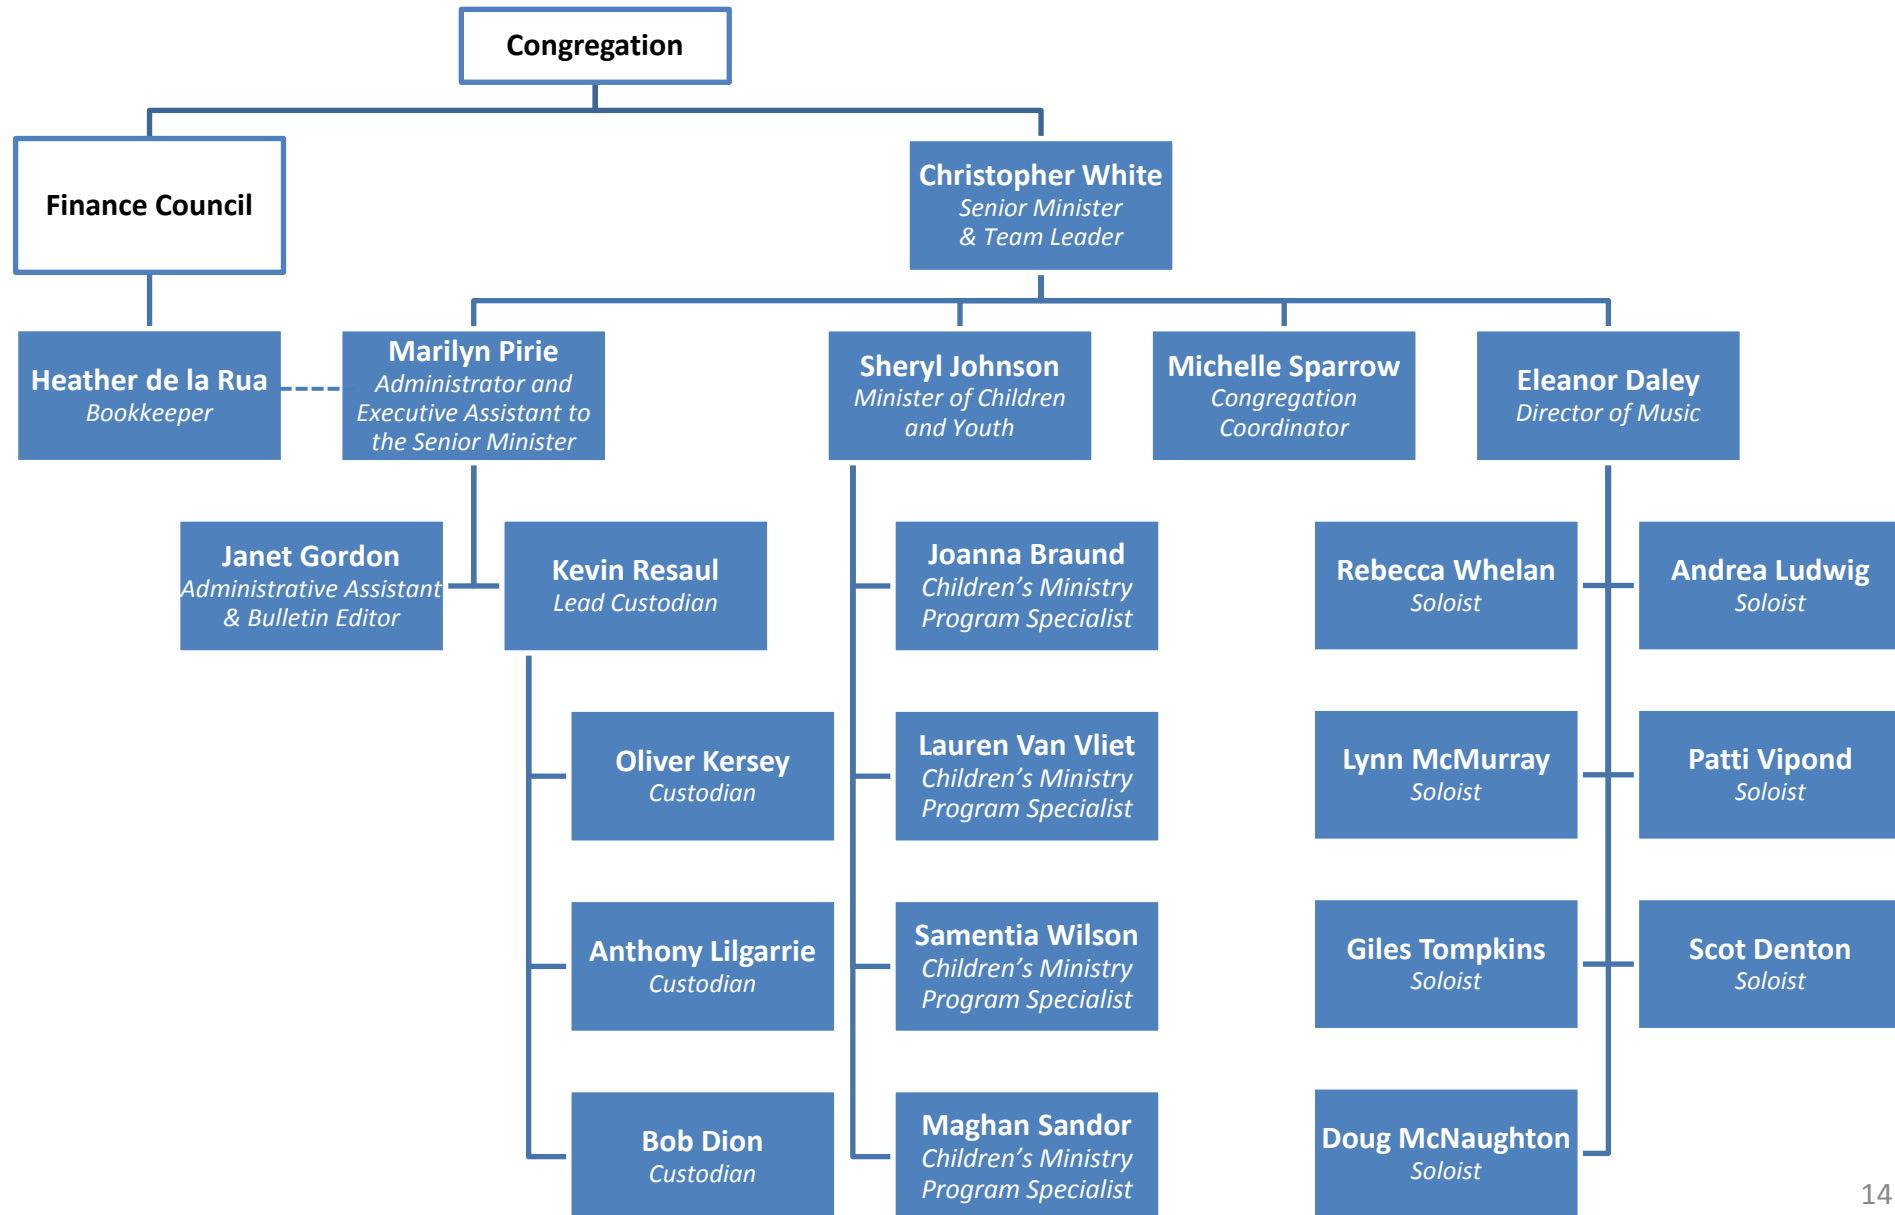 Congregation
Finance Council
Christopher White
Senior Minister
& Team Leader
Heather de la Rua
Bookkeeper
Marilyn Pirie
Administrator and
Executive Assistant to
the Senior Minister
Sheryl Johnson
Minister of Children
and Youth
Michelle Sparrow
Congregation
Coordinator
Eleanor Daley
Director of Music
Janet Gordon
Administrative Assistant
& Bulletin Editor
Kevin Resaul
Lead Custodian
Joanna Braund
Children’s Ministry
Program Specialist
Rebecca Whelan
Soloist
Andrea Ludwig
Soloist
Oliver Kersey
Custodian
Lauren Van Vliet
Children’s Ministry
Program Specialist
Lynn McMurray
Soloist
Patti Vipond
Soloist
Anthony Lilgarrie
Custodian
Samentia Wilson
Children’s Ministry
Program Specialist
Giles Tompkins
Soloist
Scot Denton
Soloist
Bob Dion
Custodian
Maghan Sandor
Children’s Ministry
Program Specialist
Doug McNaughton
Soloist
14